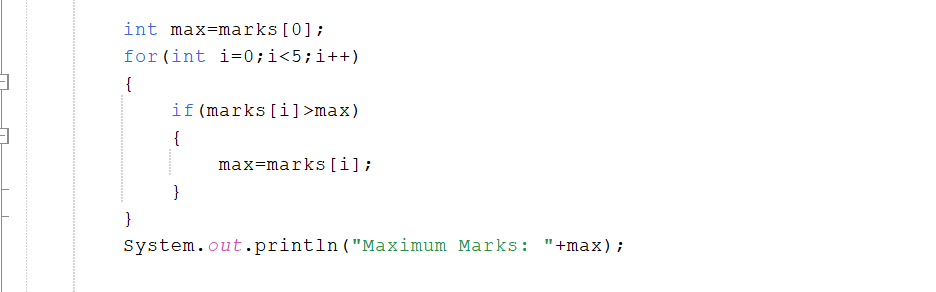 int max=marks[0];
for(int i=0;i<5;i++)
{
if(marks[i]>max)
{
max=marks[i];
}
}
System.out.println("Maximum Marks: "+max);